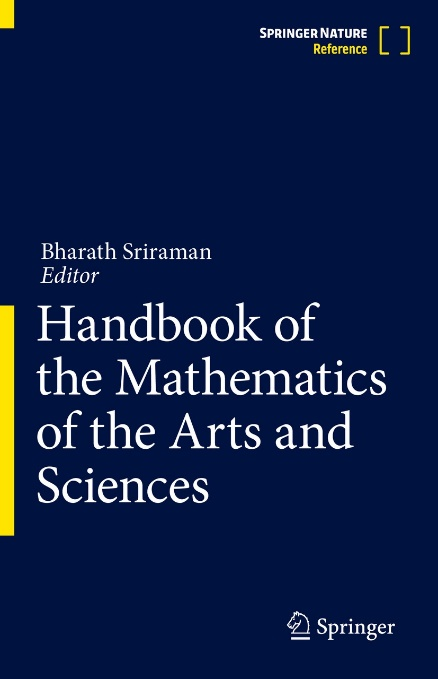 SPRINGER NATURE
Reference
Bharath Sriraman
Editor
Handbook of
the Mathematics
of the Arts and
Sciences
Springer